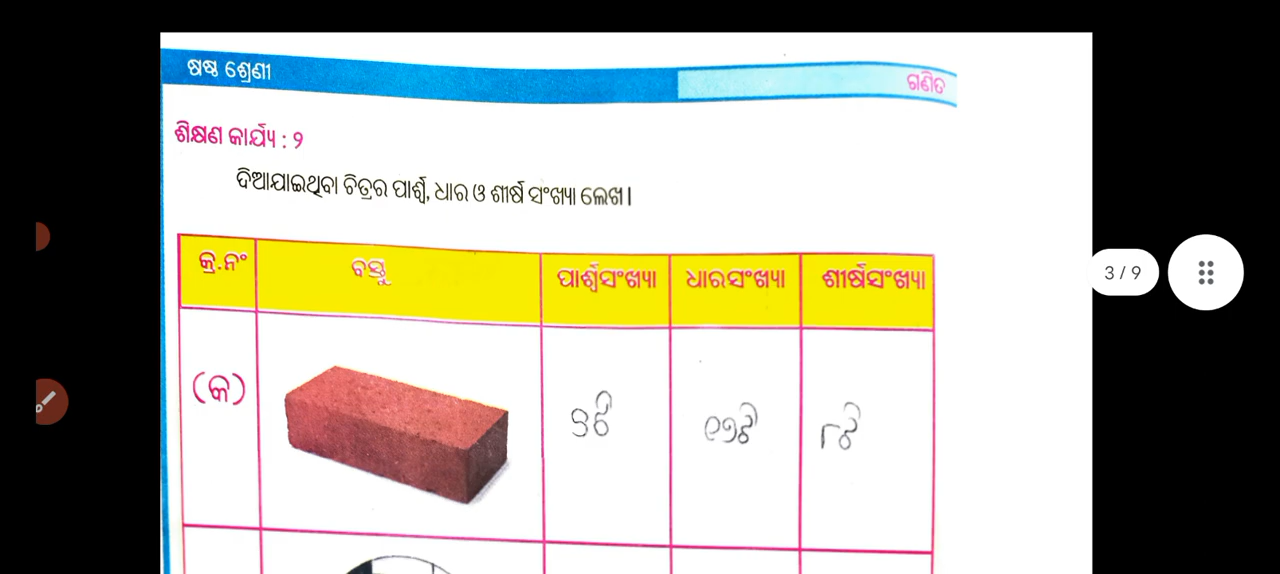 ଷଷ୍ଠ ଶ୍ରେଣୀ
ଗଣିତ
ଶିକ୍ଷଣ କାର୍ଯ୍ୟ : ୨
ଦିଆଯାଇଥିବା ଚିତ୍ରର ପାର୍ଶ୍ୱ, ଧାର ଓ ଶୀର୍ଷ ସଂଖ୍ୟା ଲେଖ।
କ୍ର.ନଂ ବସ୍ତୁ ପାର୍ଶ୍ୱସଂଖ୍ୟା ଧାରସଂଖ୍ୟା ଶୀର୍ଷସଂଖ୍ୟା
(କ) ୬ଟି ୧୨ଟି ୮ଟି
3 / 9